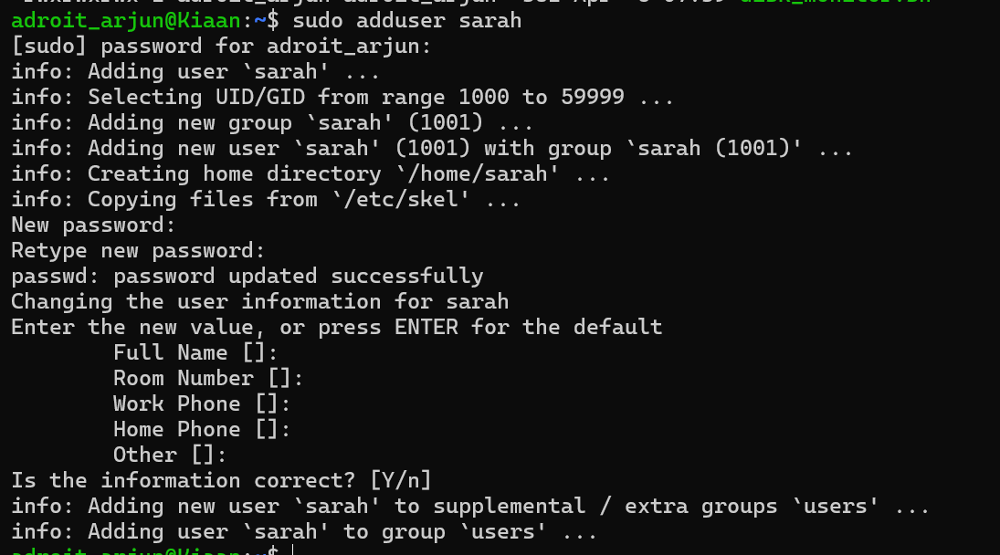 adroit_arjun@Kiaan:~$ sudo adduser sarah
[sudo] password for adroit_arjun:
info: Adding user `sarah' ...
info: Selecting UID/GID from range 1000 to 59999 ...
info: Adding new group `sarah' (1001) ...
info: Adding new user `sarah' (1001) with group `sarah (1001)' ...
info: Creating home directory `/home/sarah' ...
info: Copying files from `/etc/skel' ...
New password:
Retype new password:
passwd: password updated successfully
Changing the user information for sarah
Enter the new value, or press ENTER for the default
Full Name []:
Room Number []:
Work Phone []:
Home Phone []:
Other []:
Is the information correct? [Y/n]
info: Adding new user `sarah' to supplemental / extra groups `users' ...
info: Adding user `sarah' to group `users' ...
adroit_arjun@Kiaan:~$